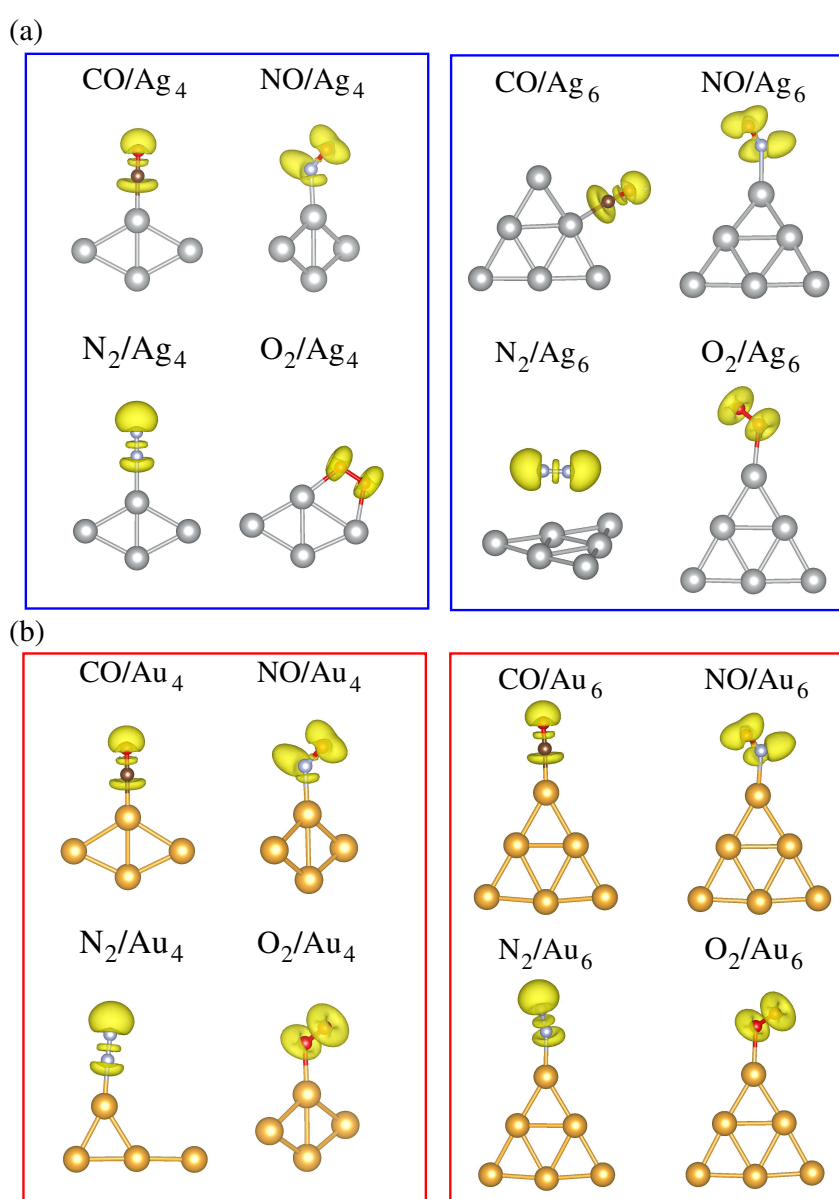 (a)
CO/Ag₄ NO/Ag₄ CO/Ag₆ NO/Ag₆
N₂/Ag₄ O₂/Ag₄ N₂/Ag₆ O₂/Ag₆
(b)
CO/Au₄ NO/Au₄ CO/Au₆ NO/Au₆
N₂/Au₄ O₂/Au₄ N₂/Au₆ O₂/Au₆